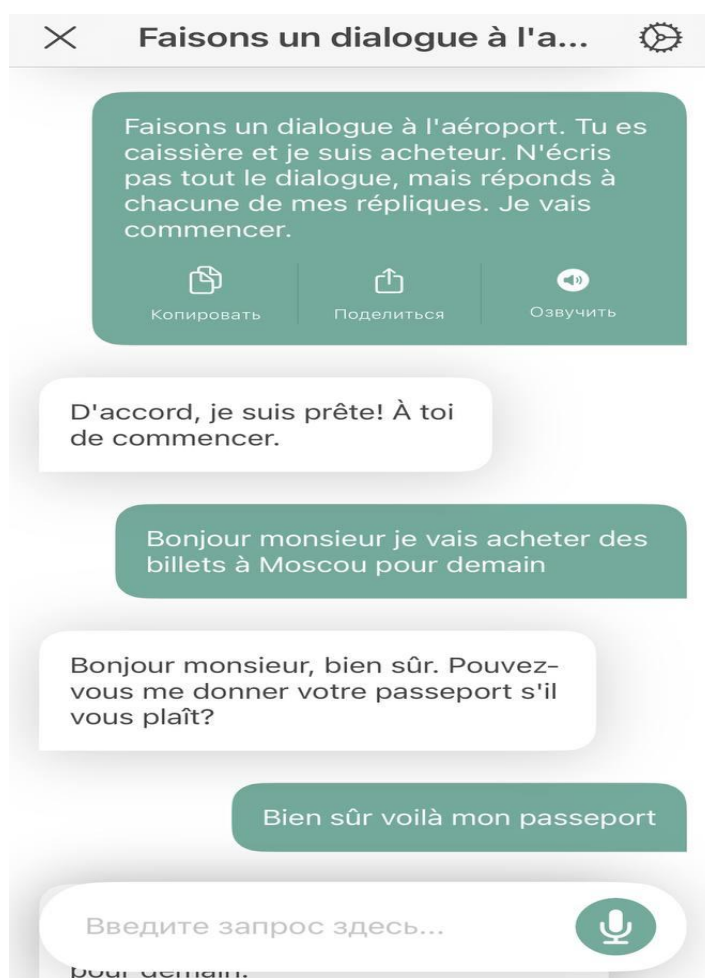 Faisons un dialogue à l'a...
Faisons un dialogue à l'aéroport. Tu es
caissière et je suis acheteur. N'écris
pas tout le dialogue, mais réponds à
chacune de mes répliques. Je vais
commencer.
Копировать Поделиться Озвучить
D'accord, je suis prête! À toi
de commencer.
Bonjour monsieur je vais acheter des
billets à Moscou pour demain
Bonjour monsieur, bien sûr. Pouvez-
vous me donner votre passeport s'il
vous plaît?
Bien sûr voilà mon passeport
Введите запрос здесь...
pour demain.